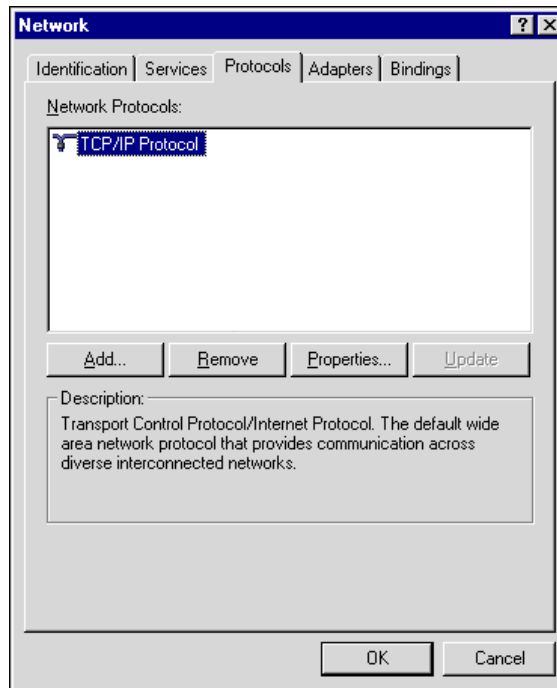 Network
Identification Services Protocols Adapters Bindings
Network Protocols:
TCP/IP Protocol
Add... Remove Properties... Update
Description:
Transport Control Protocol/Internet Protocol. The default wide
area network protocol that provides communication across
diverse interconnected networks.
OK Cancel